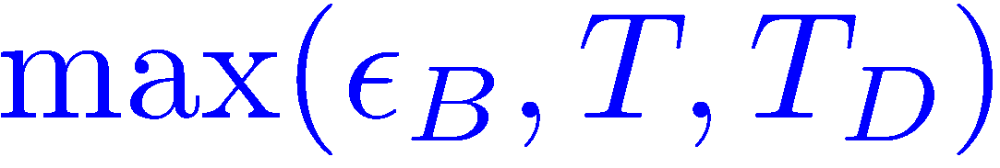 max(ϵ_B, T, T_D)